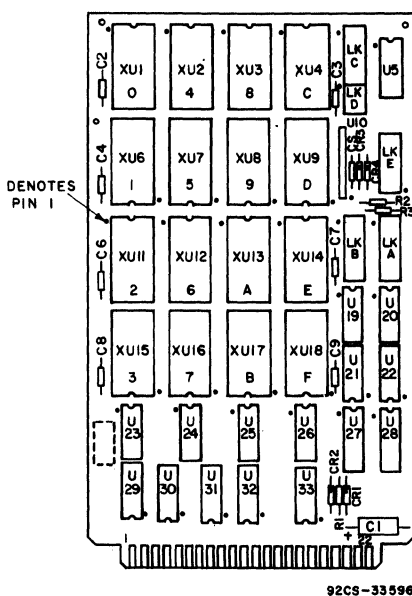 C2
XU1
0
XU2
4
XU3
8
XU4
C
C3
LK
C
LK
D
U5
U10
C4
XU6
1
XU7
5
XU8
9
XU9
D
C5
CR3
CR4
LK
E
R2
R3
DENOTES
PIN 1
C6
XU11
2
XU12
6
XU13
A
XU14
E
C7
LK
B
LK
A
U
19
U
20
C8
XU15
3
XU16
7
XU17
B
XU18
F
C9
U
21
U
22
U
23
U
24
U
25
U
26
U
27
U
28
U
29
U
30
U
31
U
32
U
33
CR2
R1
CR1
C1
+
1
22
92CS-33596